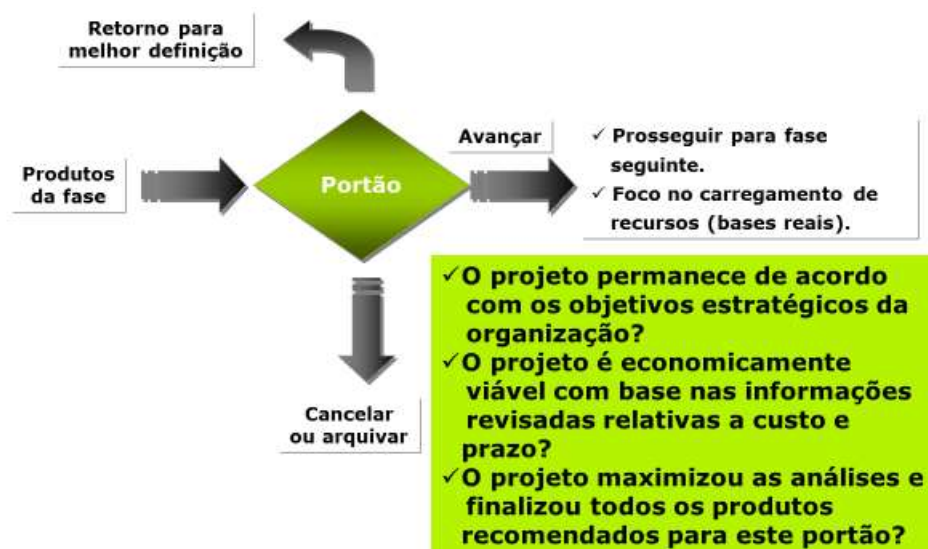 Retorno para
melhor definição
Produtos
da fase
Portão
Avançar
✓ Prosseguir para fase
seguinte.
✓ Foco no carregamento de
recursos (bases reais).
Cancelar
ou arquivar
✓O projeto permanece de acordo
com os objetivos estratégicos da
organização?
✓O projeto é economicamente
viável com base nas informações
revisadas relativas a custo e
prazo?
✓O projeto maximizou as análises e
finalizou todos os produtos
recomendados para este portão?